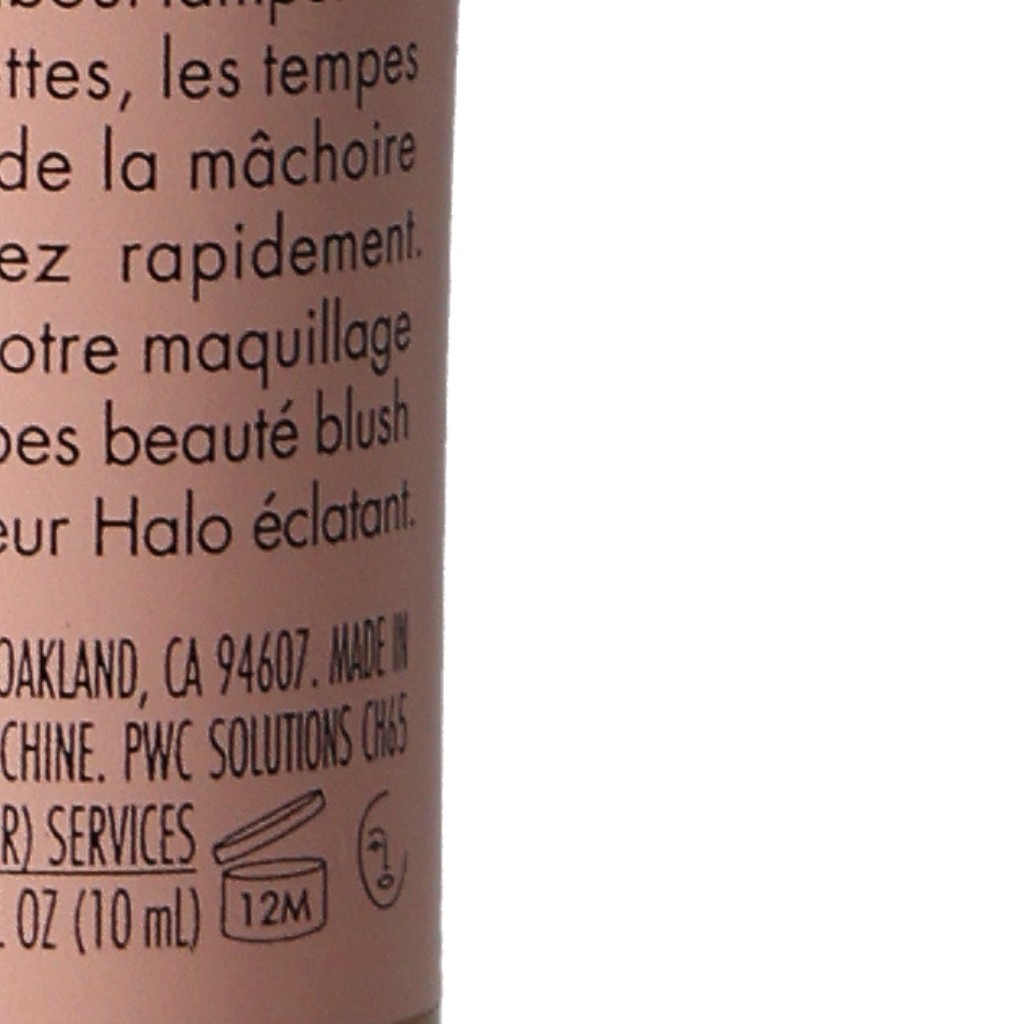 ttes, les tempes
de la mâchoire
ez rapidement.
otre maquillage
bes beauté blush
eur Halo éclatant.
OAKLAND, CA 94607. MADE IN
CHINE. PWC SOLUTIONS CH65
R) SERVICES
OZ (10 mL)
12M